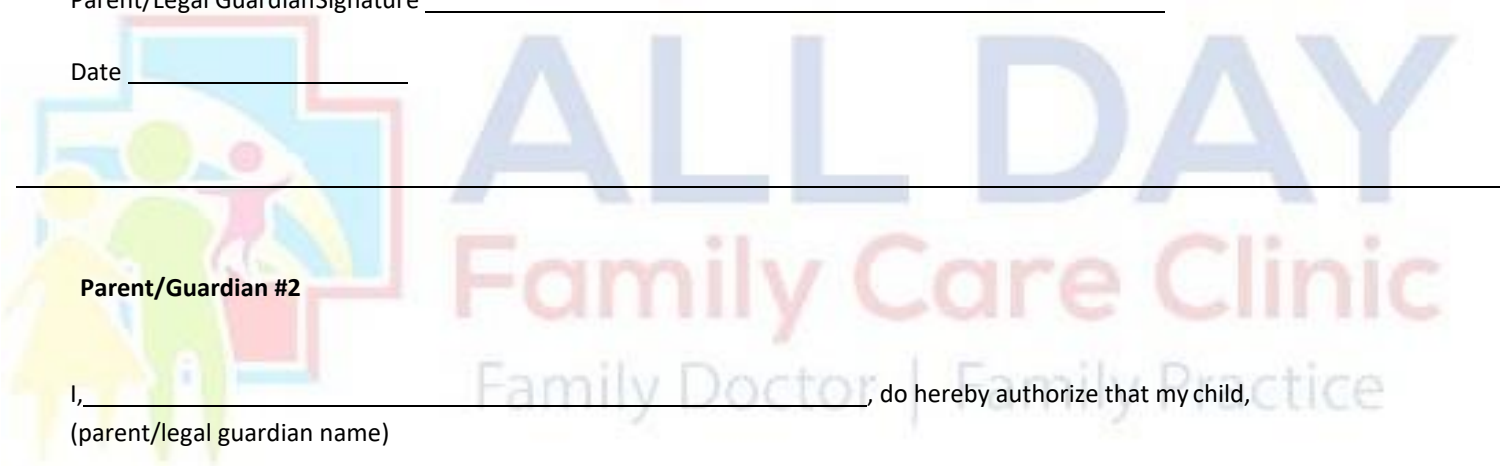 Parent/Legal GuardianSignature
Date
ALL DAY
Parent/Guardian #2
Family Care Clinic
I,, do hereby authorize that my child,
Family Doctor | Family Practice
(parent/legal guardian name)